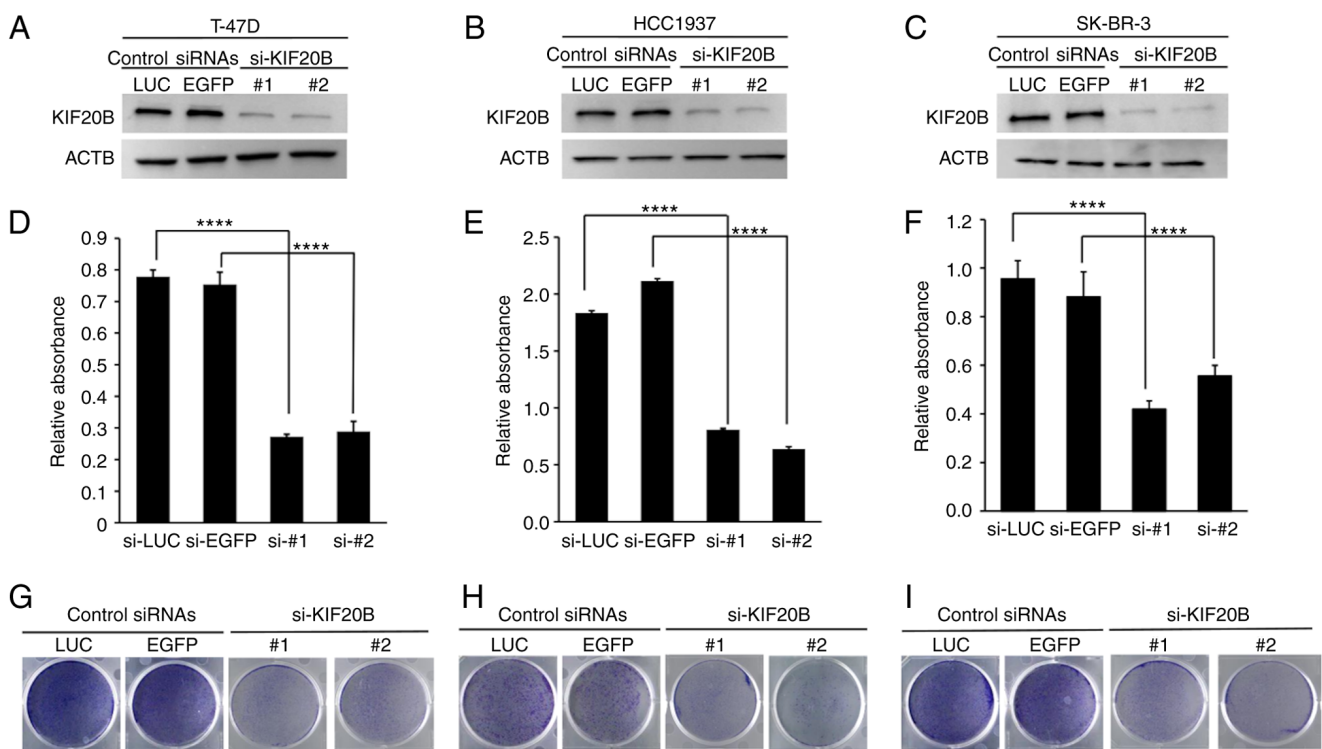 A
T-47D
Control siRNAs si-KIF20B
LUC EGFP #1 #2
KIF20B
ACTB
B
HCC1937
Control siRNAs si-KIF20B
LUC EGFP #1 #2
KIF20B
ACTB
C
SK-BR-3
Control siRNAs si-KIF20B
LUC EGFP #1 #2
KIF20B
ACTB
D
Relative absorbance
0.9
0.8
0.7
0.6
0.5
0.4
0.3
0.2
0.1
0
****
****
si-LUC si-EGFP si-#1 si-#2
E
Relative absorbance
2.5
2.0
1.5
1.0
0.5
0.0
****
****
si-LUC si-EGFP si-#1 si-#2
F
Relative absorbance
1.2
1.0
0.8
0.6
0.4
0.2
0.0
****
****
si-LUC si-EGFP si-#1 si-#2
G
Control siRNAs si-KIF20B
LUC EGFP #1 #2
H
Control siRNAs si-KIF20B
LUC EGFP #1 #2
I
Control siRNAs si-KIF20B
LUC EGFP #1 #2